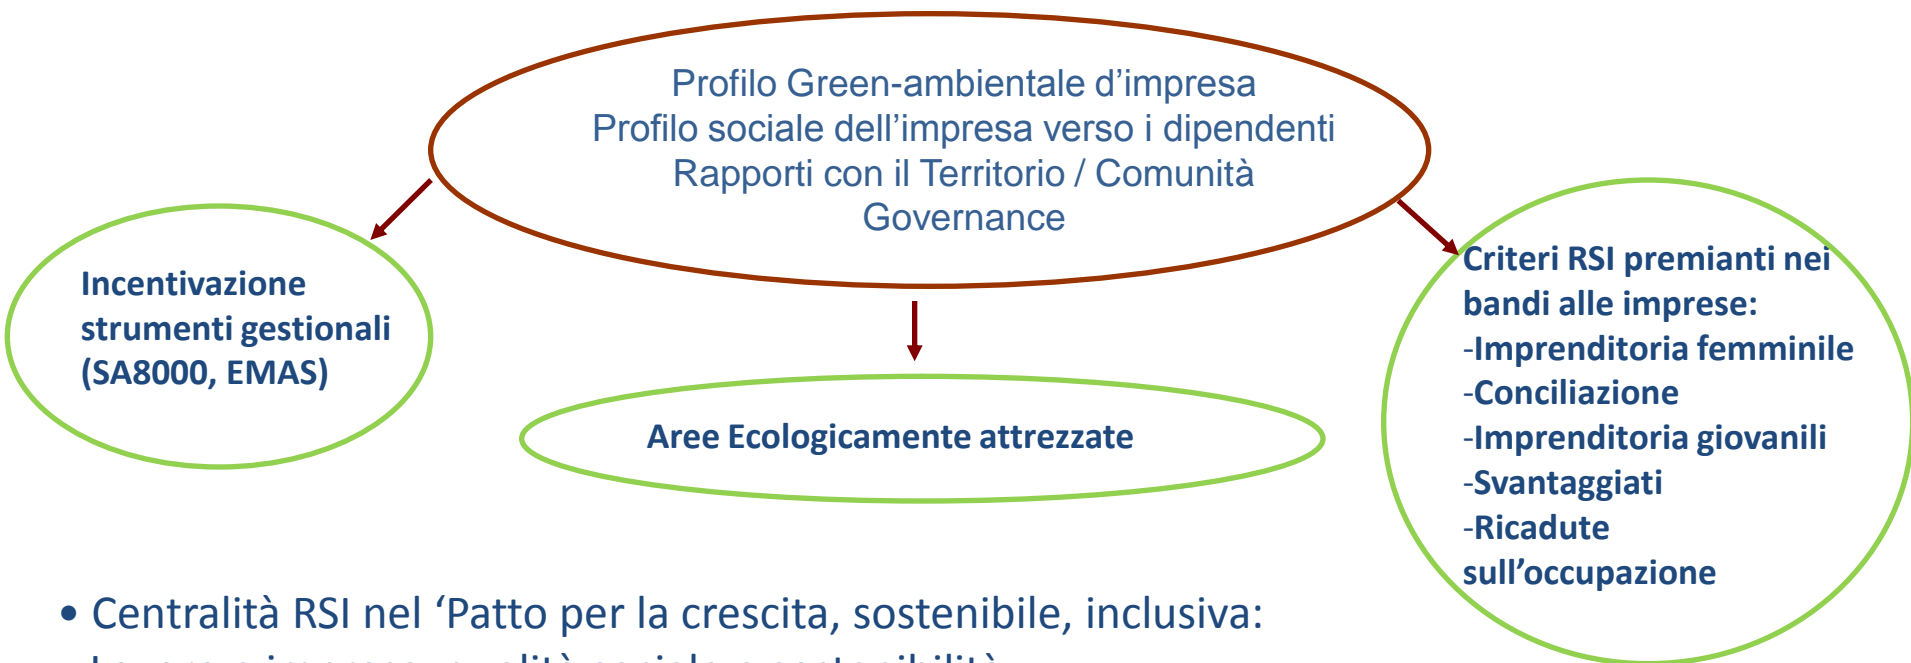 Profilo Green-ambientale d'impresa
Profilo sociale dell'impresa verso i dipendenti
Rapporti con il Territorio / Comunità
Governance
Incentivazione
strumenti gestionali
(SA8000, EMAS)
Aree Ecologicamente attrezzate
Criteri RSI premianti nei
bandi alle imprese:
-Imprenditoria femminile
-Conciliazione
-Imprenditoria giovanili
-Svantaggiati
-Ricadute
sull'occupazione
• Centralità RSI nel 'Patto per la crescita, sostenibile, inclusiva: